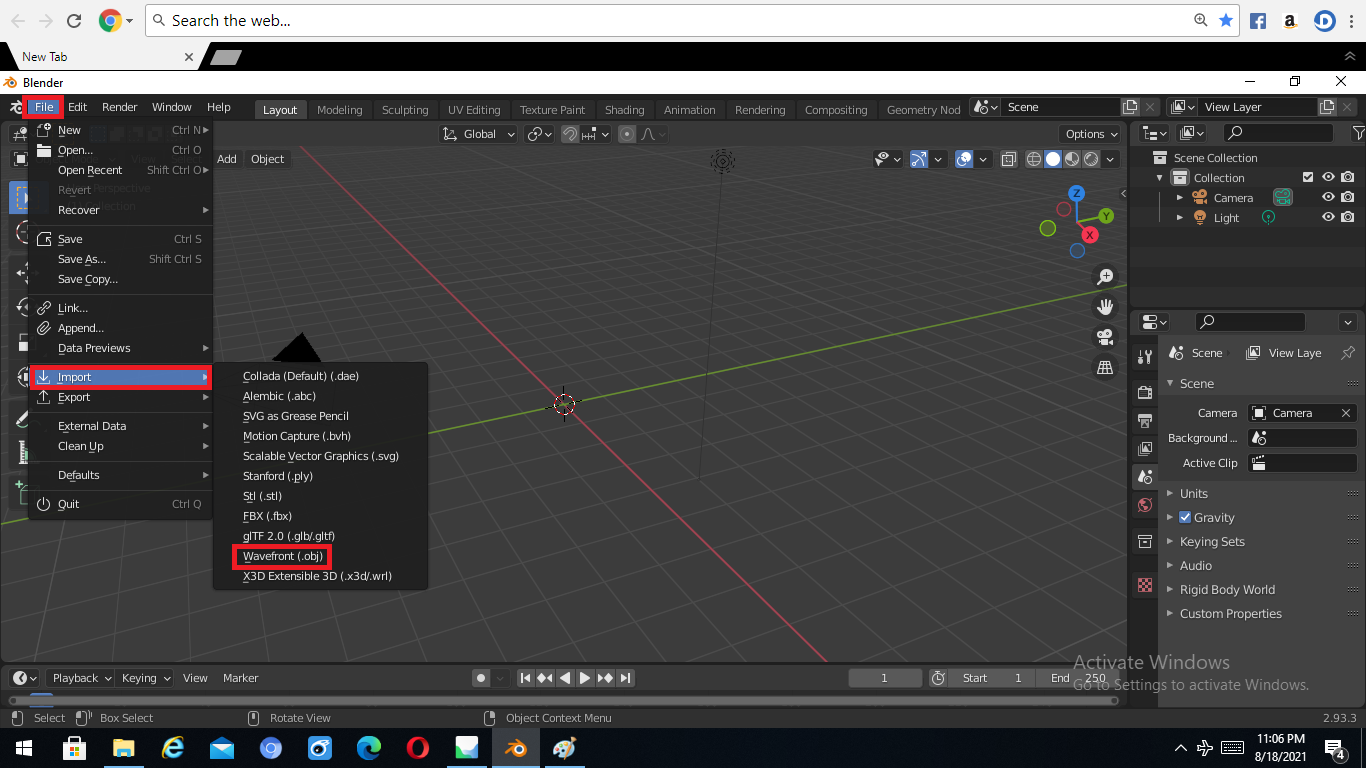 Search the web...
New Tab
Blender
File Edit Render Window Help Layout Modeling Sculpting UV Editing Texture Paint Shading Animation Rendering Compositing Geometry Nod Scene View Layer
Global Options
Add Object
New Ctrl N
Open... Ctrl O
Open Recent Shift Ctrl O
Revert
Recover
Save Ctrl S
Save As... Shift Ctrl S
Save Copy...
Link...
Append...
Data Previews
Import
Export
External Data
Clean Up
Defaults
Quit Ctrl Q
Collada (Default) (.dae)
Alembic (.abc)
SVG as Grease Pencil
Motion Capture (.bvh)
Scalable Vector Graphics (.svg)
Stanford (.ply)
Stl (.stl)
FBX (.fbx)
glTF 2.0 (.glb/.gltf)
Wavefront (.obj)
X3D Extensible 3D (.x3d/.wrl)
Z
Y
X
Scene Collection
Collection
Camera
Light
Scene View Laye
Scene
Camera Camera
Background ...
Active Clip
Units
Gravity
Keying Sets
Audio
Rigid Body World
Custom Properties
Activate Windows
Go to Settings to activate Windows.
Playback Keying View Marker 1 Start 1 End 250
Select Box Select Rotate View Object Context Menu 2.93.3
11:06 PM
8/18/2021
4